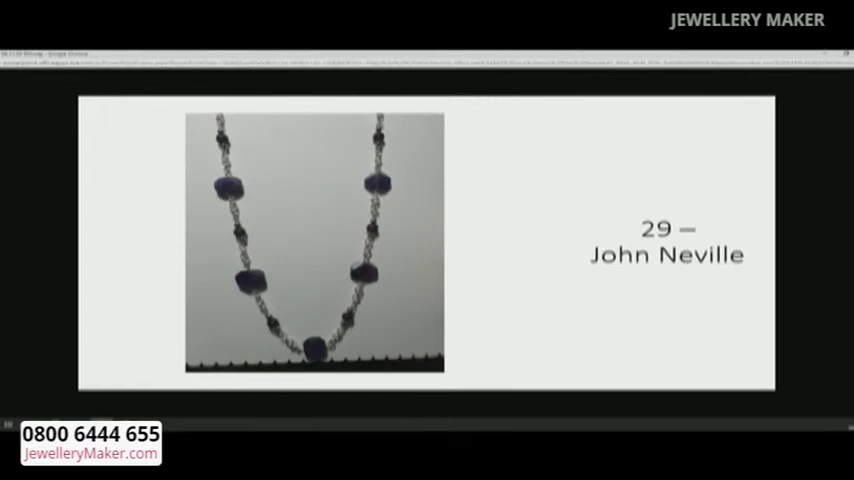 JEWELLERY MAKER
29 –
John Neville
0800 6444 655
JewelleryMaker.com